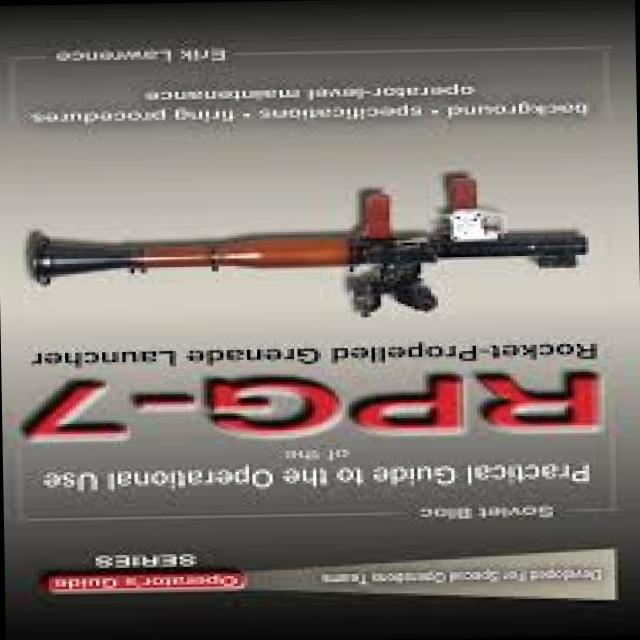 Developed For Special Operations Teams
Operator's Guide
SERIES
Soviet Bloc
Practical Guide to the Operational Use
of the
RPG-7
Rocket-Propelled Grenade Launcher
background • specifications • firing procedures
operator-level maintenance
Erik Lawrence